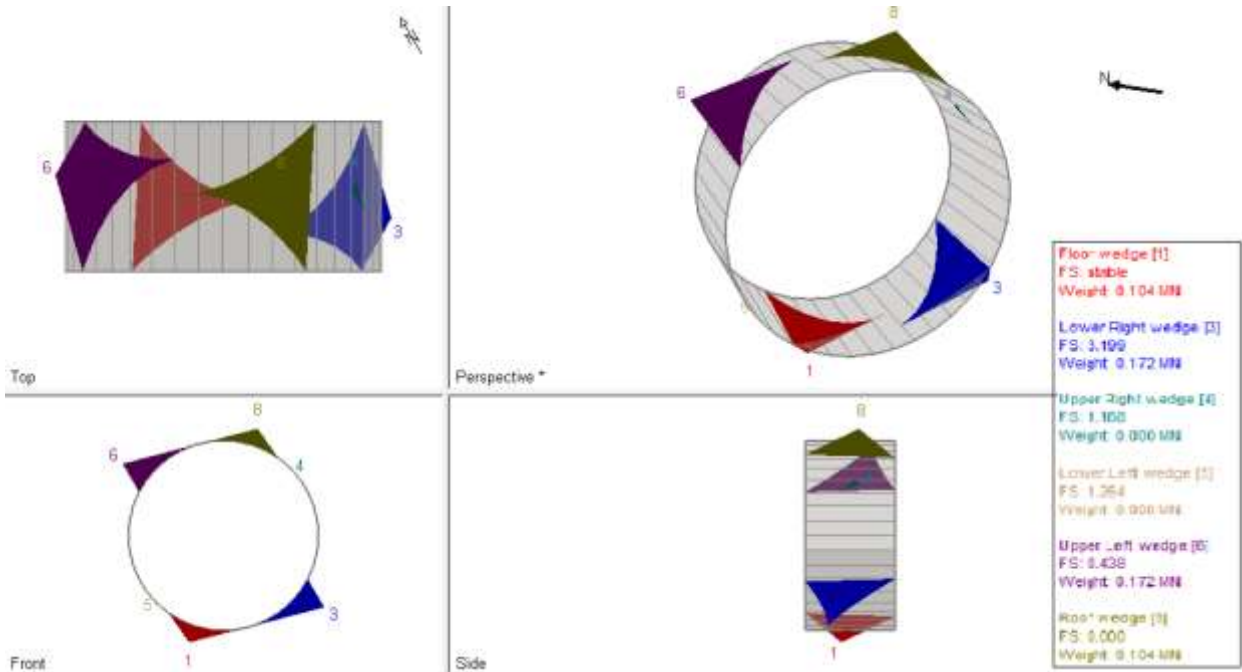 8
N
6
6
3
3
5
1
Top
Perspective *
Floor wedge [1]
FS: stable
Weight: 0.104 MN
Lower Right wedge [3]
FS: 3.199
Weight: 0.172 MN
Upper Right wedge [4]
FS: 1.168
Weight: 0.000 MN
Lower Left wedge [5]
Weight: 0.000 MN
Upper Left wedge [6]
FS: 0.438
Weight: 0.172 MN
Roof wedge [8]
FS: 0.000
Weight: 0.104 MN
8
6
4
5
3
1
Front
8
1
Side